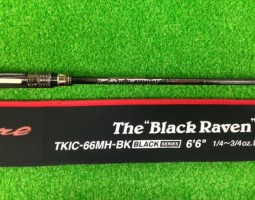 The "Black Raven"
TKIC-66MH-BK BLACK SERIES 6'6" 1/4~3/4oz.